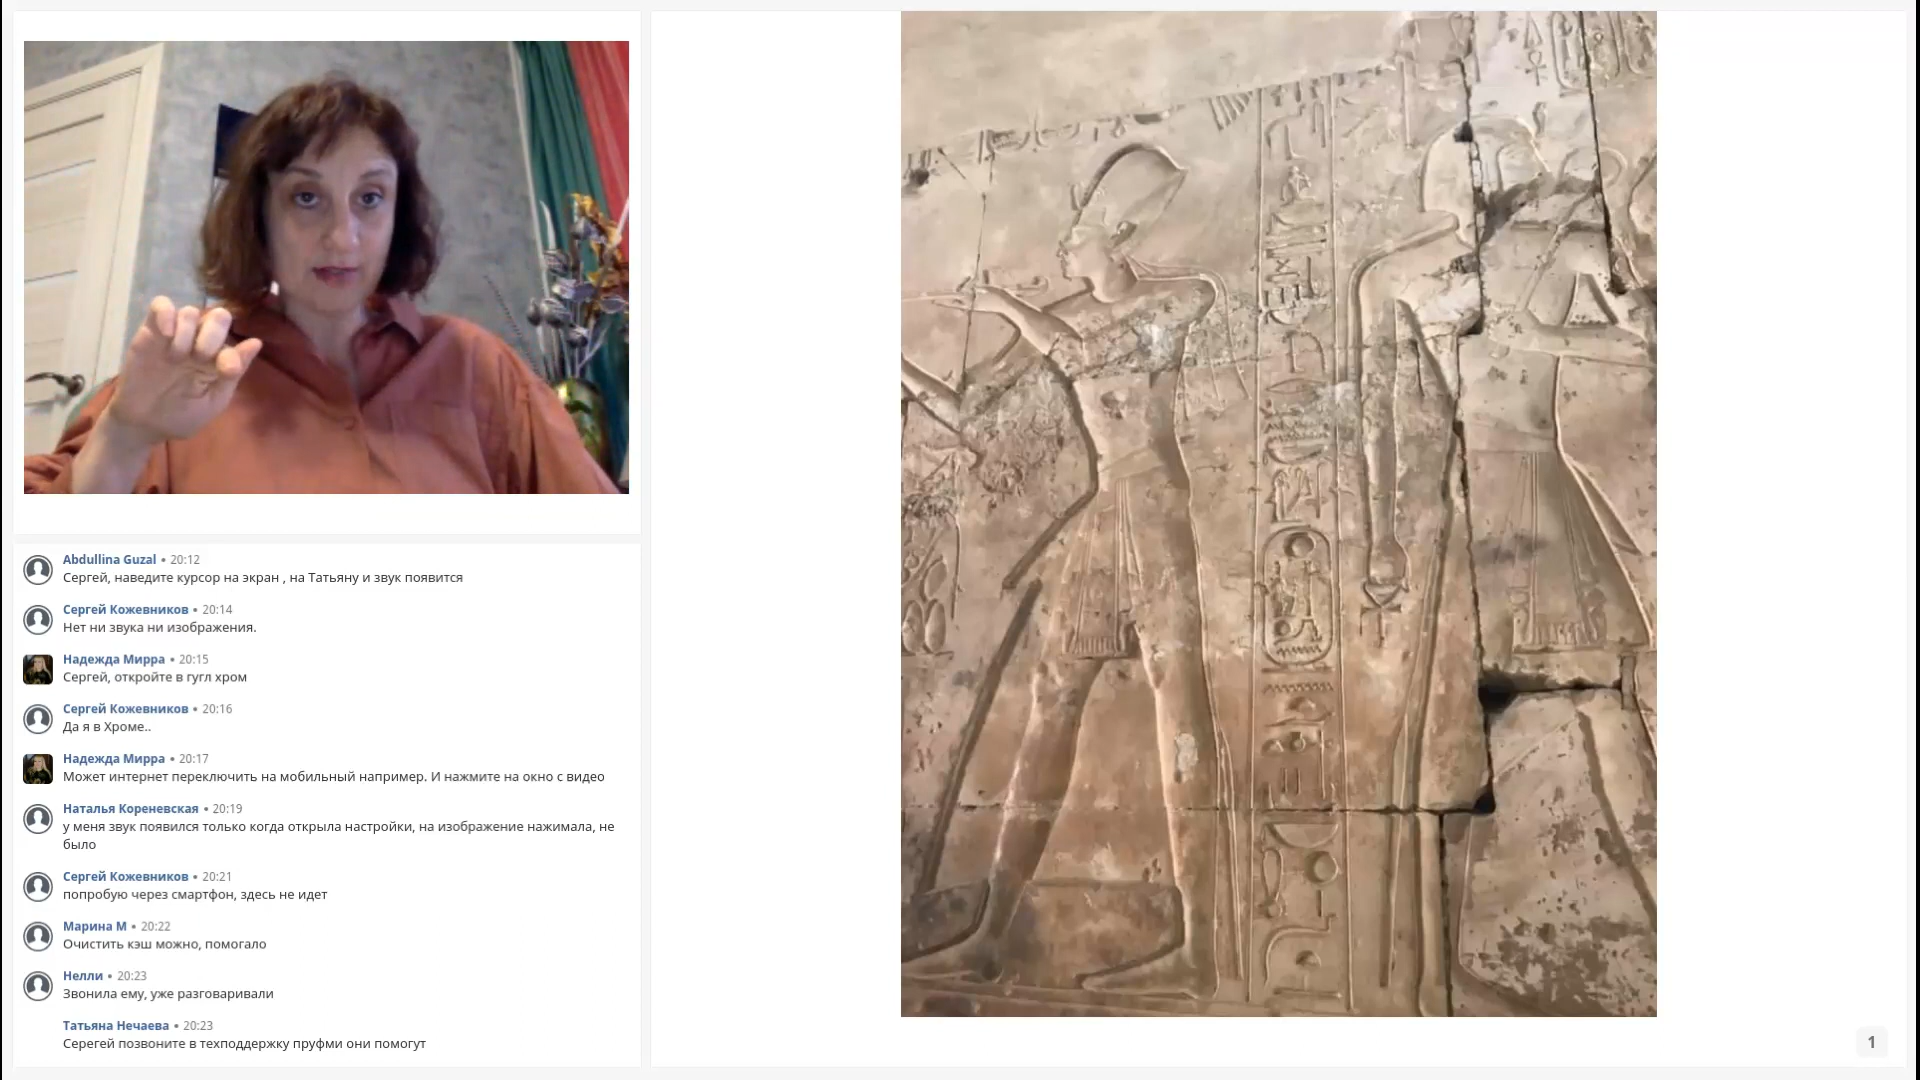 Abdullina Guzal • 20:12
Сергей, наведите курсор на экран , на Татьяну и звук появится
Сергей Кожевников • 20:14
Нет ни звука ни изображения.
Надежда Мирра • 20:15
Сергей, откройте в гугл хром
Сергей Кожевников • 20:16
Да я в Хроме..
Надежда Мирра • 20:17
Может интернет переключить на мобильный например. И нажмите на окно с видео
Наталья Кореневская • 20:19
у меня звук появился только когда открыла настройки, на изображение нажимала, не
было
Сергей Кожевников • 20:21
попробую через смартфон, здесь не идет
Марина М • 20:22
Очистить кэш можно, помогало
Нелли • 20:23
Звонила ему, уже разговаривали
Татьяна Нечаева • 20:23
Серегей позвоните в техподдержку пруфми они помогут
1